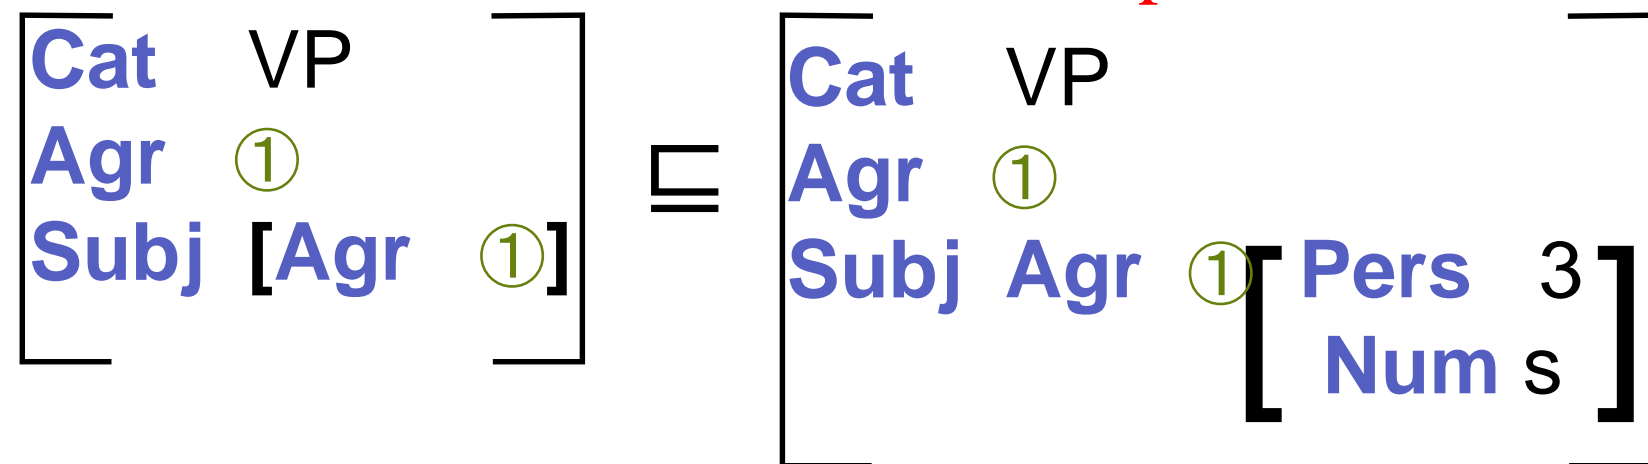 Cat VP
Agr ①
Subj [Agr ①]
⊑
Cat VP
Agr ①
Subj Agr ① [Pers 3
Num s]